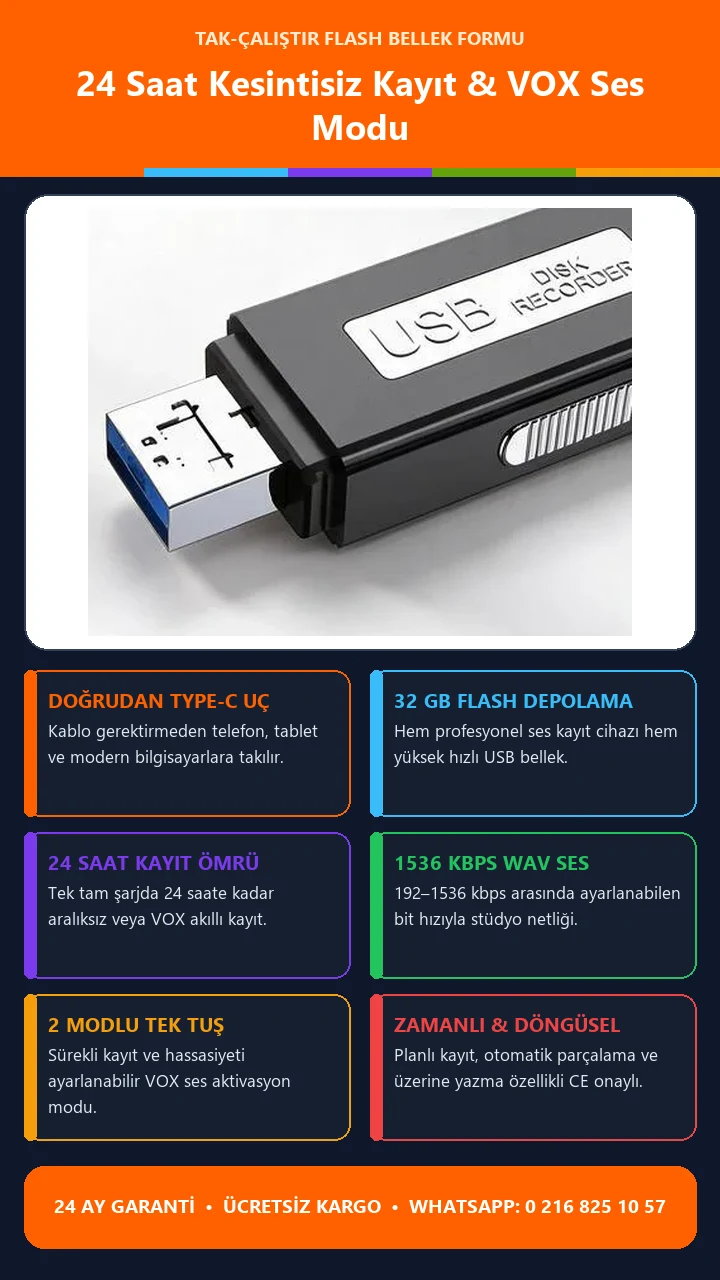 TAK-ÇALIŞTIR FLASH BELLEK FORMU
24 Saat Kesintisiz Kayıt & VOX Ses
Modu
USB DISK
RECORDER
DOĞRUDAN TYPE-C UÇ
Kablo gerektirmeden telefon, tablet
ve modern bilgisayarlara takılır.
32 GB FLASH DEPOLAMA
Hem profesyonel ses kayıt cihazı hem
yüksek hızlı USB bellek.
24 SAAT KAYIT ÖMRÜ
Tek tam şarjda 24 saate kadar
aralıksız veya VOX akıllı kayıt.
1536 KBPS WAV SES
192–1536 kbps arasında ayarlanabilen
bit hızıyla stüdyo netliği.
2 MODLU TEK TUŞ
Sürekli kayıt ve hassasiyeti
ayarlanabilir VOX ses aktivasyon
modu.
ZAMANLI & DÖNGÜSEL
Planlı kayıt, otomatik parçalama ve
üzerine yazma özellikli CE onaylı.
24 AY GARANTİ • ÜCRETSİZ KARGO • WHATSAPP: 0 216 825 10 57